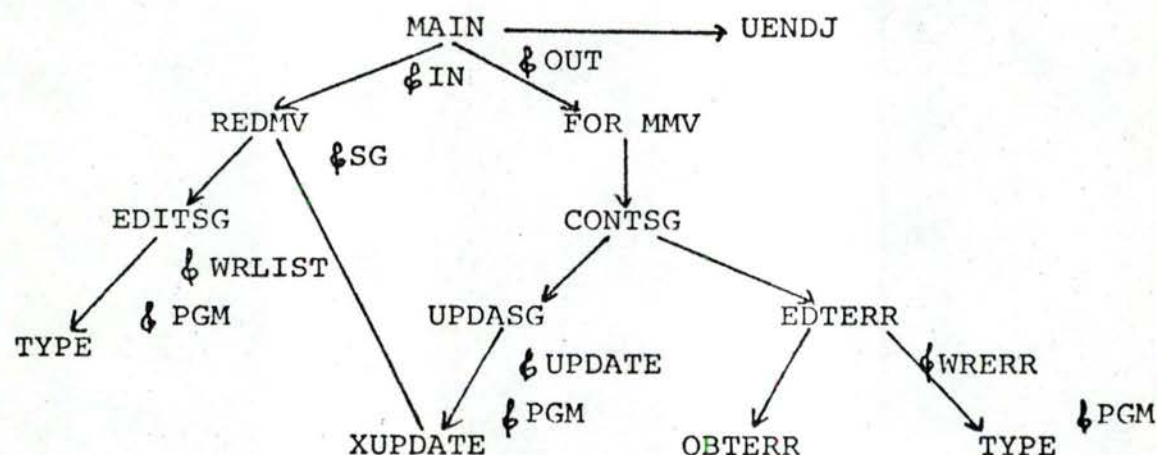 MAIN UENDJ
&IN &OUT
REDMV FOR MMV
&SG
EDITSG CONTSG
&WRLIST
&PGM UPDASG EDTERR
TYPE
&UPDATE &WRERR
&PGM &PGM
XUPDATE OBTERR TYPE